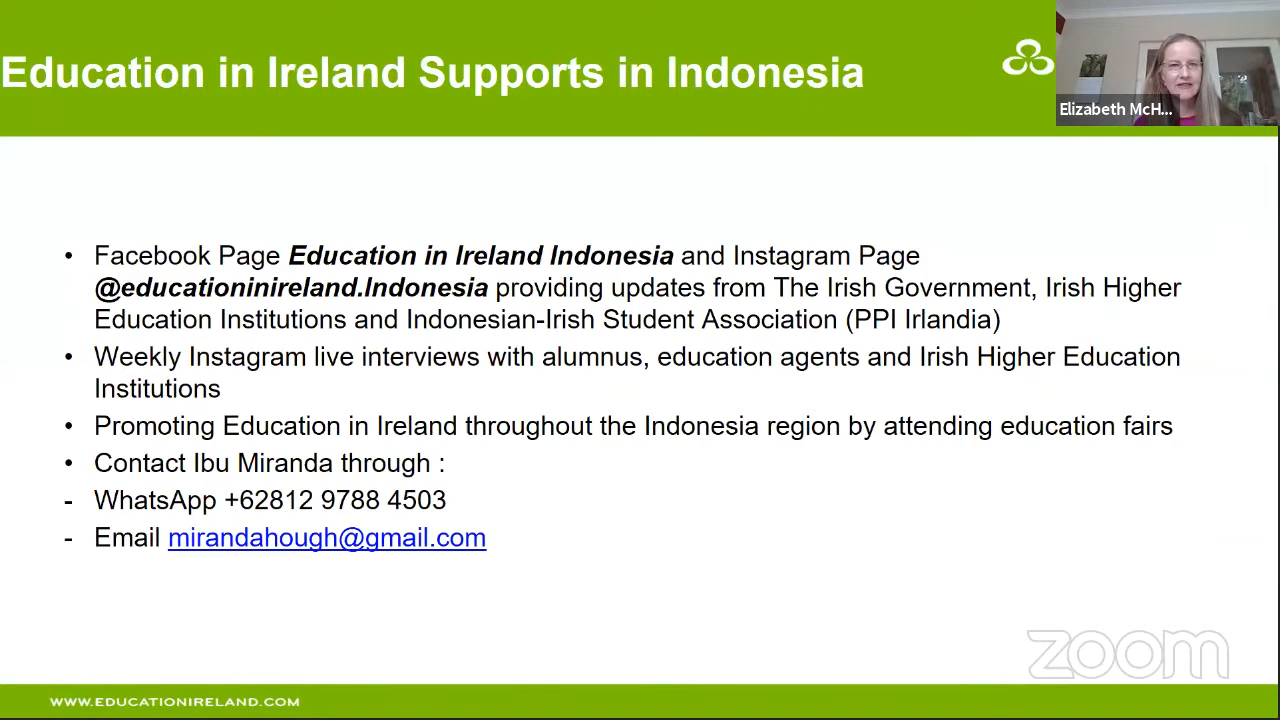 Education in Ireland Supports in Indonesia
Elizabeth McH...
• Facebook Page Education in Ireland Indonesia and Instagram Page
@educationinireland.Indonesia providing updates from The Irish Government, Irish Higher
Education Institutions and Indonesian-Irish Student Association (PPI Irlandia)
• Weekly Instagram live interviews with alumnus, education agents and Irish Higher Education
Institutions
• Promoting Education in Ireland throughout the Indonesia region by attending education fairs
• Contact Ibu Miranda through :
- WhatsApp +62812 9788 4503
- Email mirandahough@gmail.com
zoom
WWW.EDUCATIONIRELAND.COM